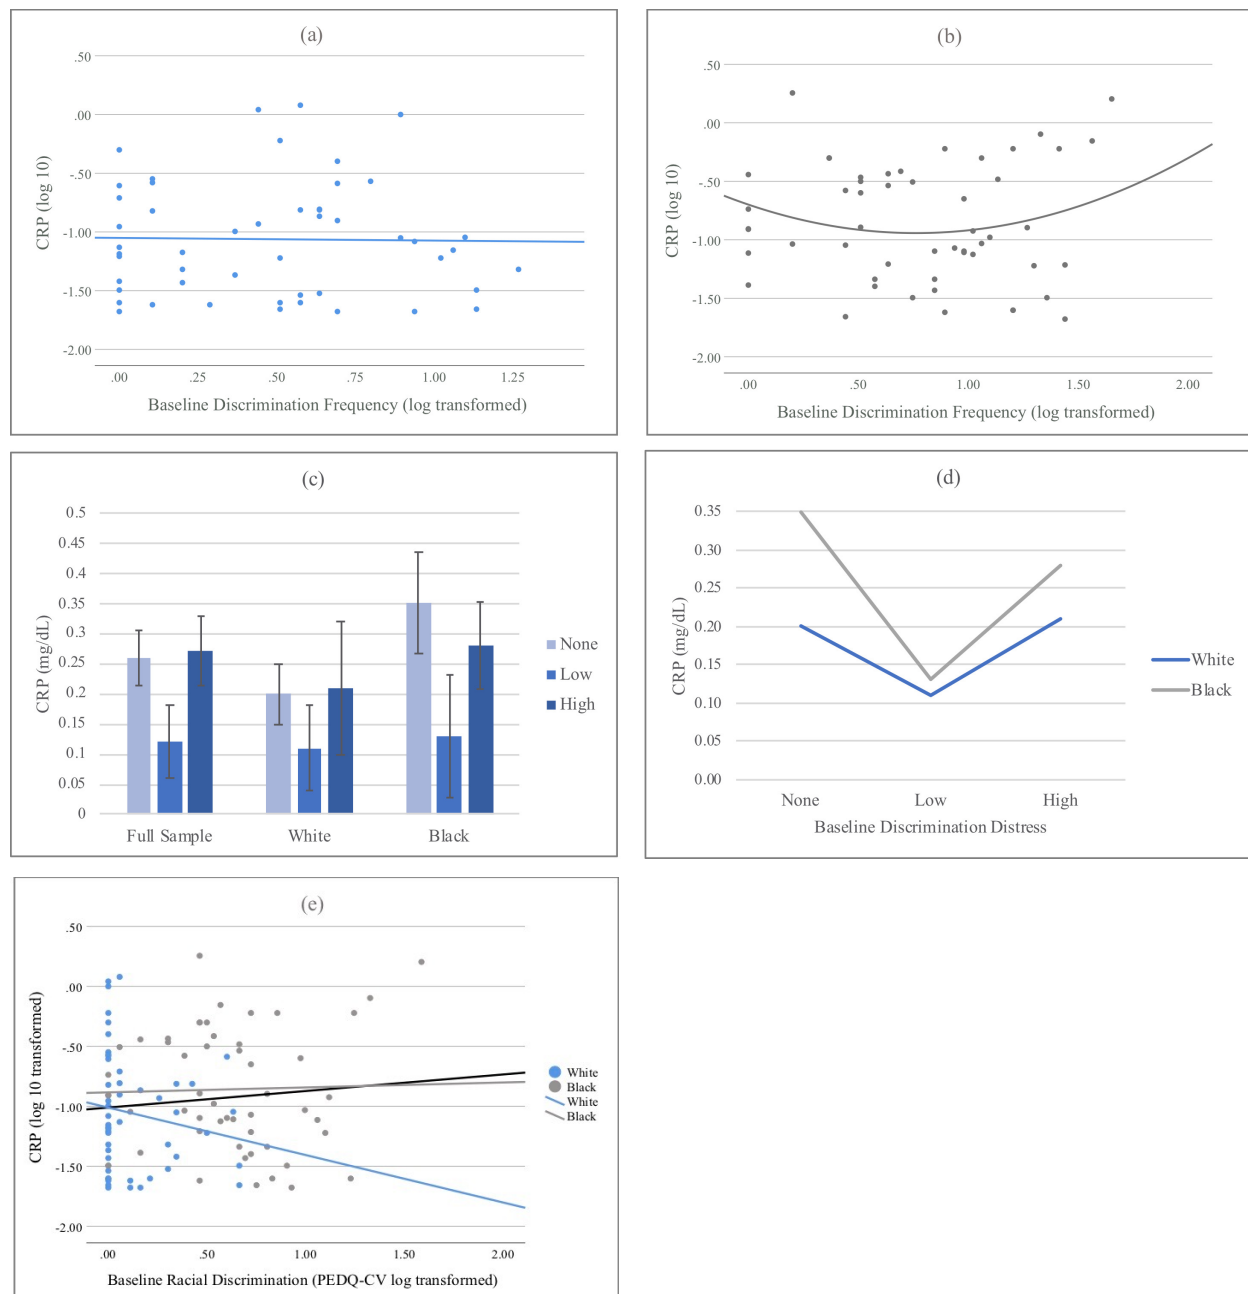 (a)
.50
.00
-.50
-1.00
-1.50
-2.00
CRP (log 10)
.00 .25 .50 .75 1.00 1.25
Baseline Discrimination Frequency (log transformed)
(b)
.50
.00
-.50
-1.00
-1.50
-2.00
CRP (log 10)
.00 .50 1.00 1.50 2.00
Baseline Discrimination Frequency (log transformed)
(c)
0.5
0.45
0.4
0.35
0.3
0.25
0.2
0.15
0.1
0.05
0
CRP (mg/dL)
None
Low
High
Full Sample White Black
(d)
0.35
0.30
0.25
0.20
0.15
0.10
0.05
0.00
CRP (mg/dL)
White
Black
None Low High
Baseline Discrimination Distress
(e)
.50
.00
-.50
-1.00
-1.50
-2.00
CRP (log 10 transformed)
White
Black
White
Black
.00 .50 1.00 1.50 2.00
Baseline Racial Discrimination (PEDQ-CV log transformed)